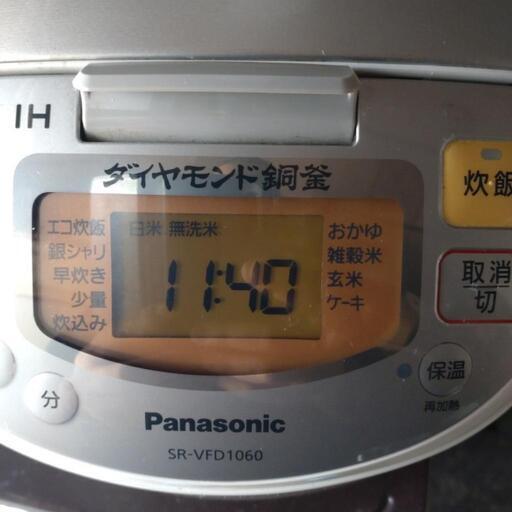 IH
ダイヤモンド銅釜
炊飯
エコ炊飯
銀シャリ
早炊き
少量
炊込み
白米 無洗米
11:40
おかゆ
雑穀米
玄米
ケーキ
取消
切
分
保温
再加熱
Panasonic
SR-VFD1060